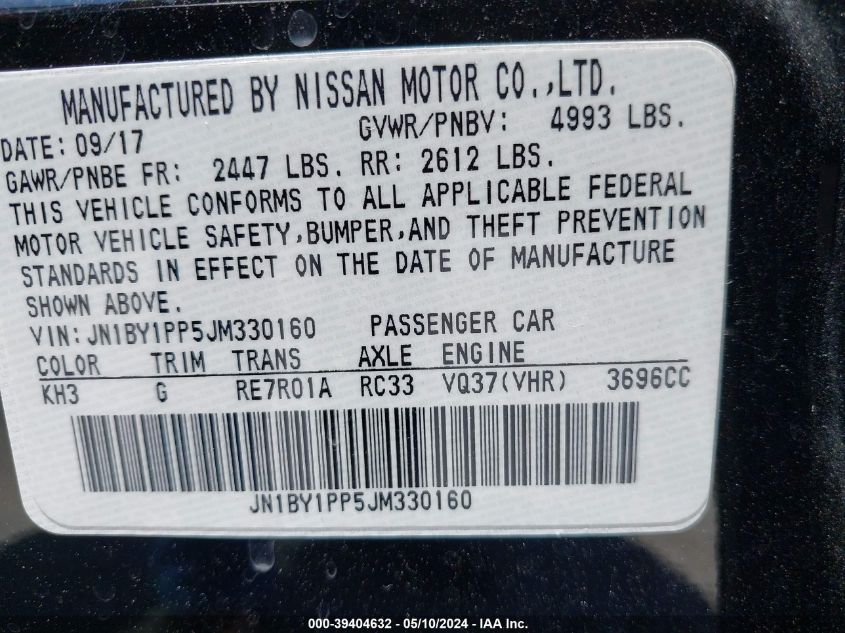 MANUFACTURED BY NISSAN MOTOR CO.,LTD.
DATE: 09/17 GVWR/PNBV: 4993 LBS.
GAWR/PNBE FR: 2447 LBS. RR: 2612 LBS.
THIS VEHICLE CONFORMS TO ALL APPLICABLE FEDERAL
MOTOR VEHICLE SAFETY,BUMPER,AND THEFT PREVENTION
STANDARDS IN EFFECT ON THE DATE OF MANUFACTURE
SHOWN ABOVE.
VIN: JN1BY1PP5JM330160 PASSENGER CAR
COLOR TRIM TRANS AXLE ENGINE
KH3 G RE7R01A RC33 VQ37(VHR) 3696CC
JN1BY1PP5JM330160
000-39404632 - 05/10/2024 - IAA Inc.